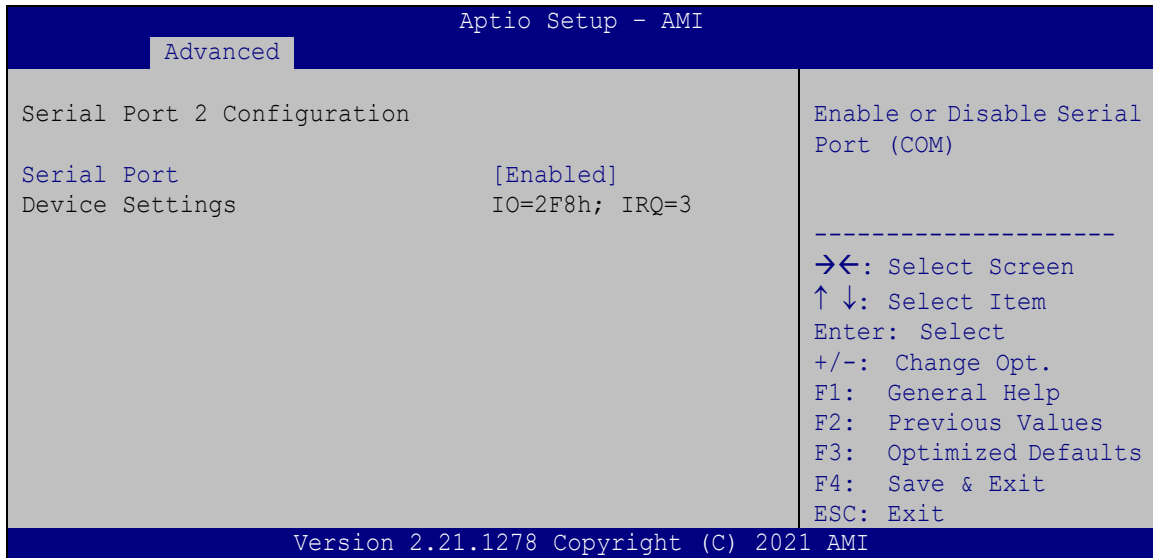 Aptio Setup – AMI
Advanced
Serial Port 2 Configuration
Serial Port [Enabled]
Device Settings IO=2F8h; IRQ=3
Enable or Disable Serial
Port (COM)
---------------------
→←: Select Screen
↑ ↓: Select Item
Enter: Select
+/-: Change Opt.
F1: General Help
F2: Previous Values
F3: Optimized Defaults
F4: Save & Exit
ESC: Exit
Version 2.21.1278 Copyright (C) 2021 AMI